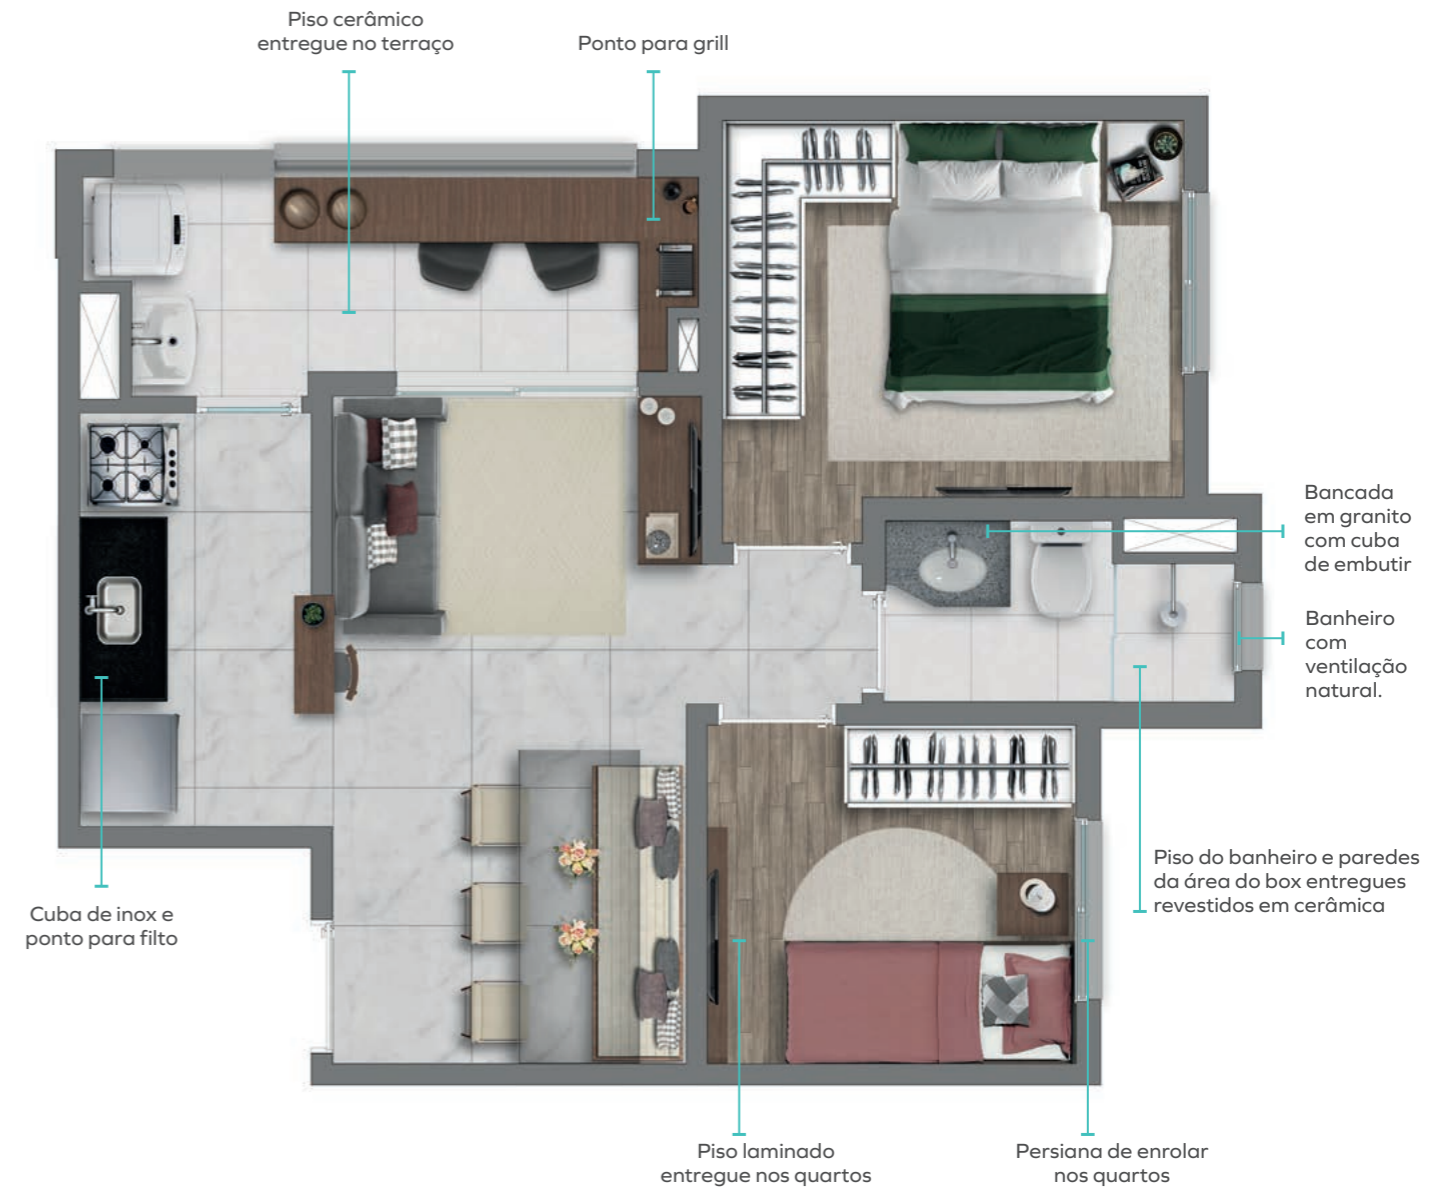 Piso cerâmico
entregue no terraço
Ponto para grill
Bancada
em granito
com cuba
de embutir
Banheiro
com
ventilação
natural.
Piso do banheiro e paredes
da área do box entregues
revestidos em cerâmica
Cuba de inox e
ponto para filto
Piso laminado
entregue nos quartos
Persiana de enrolar
nos quartos